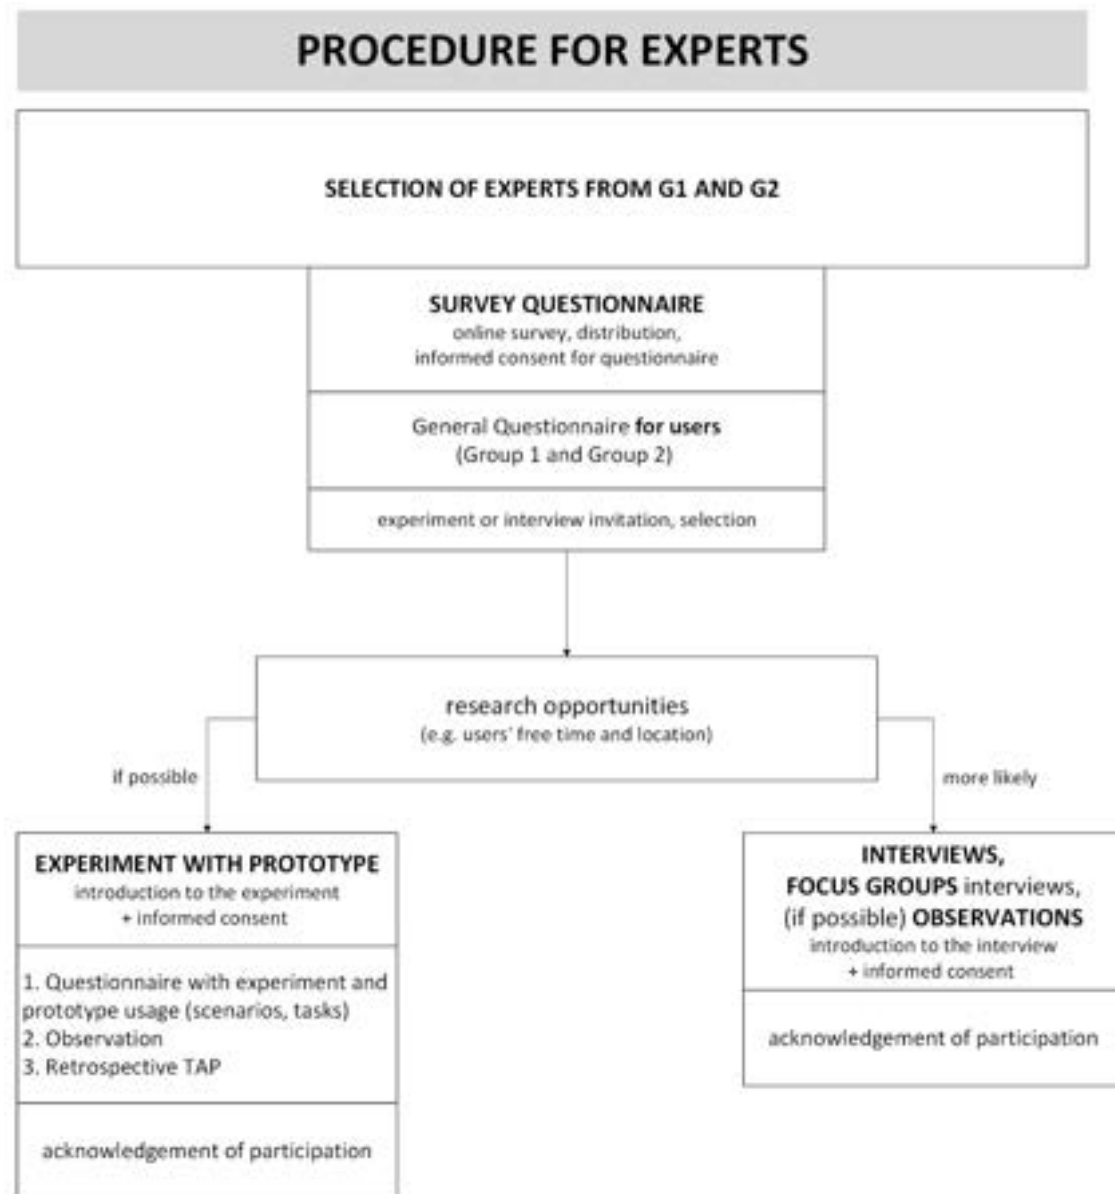 PROCEDURE FOR EXPERTS
SELECTION OF EXPERTS FROM G1 AND G2
SURVEY QUESTIONNAIRE
online survey, distribution,
informed consent for questionnaire
General Questionnaire for users
(Group 1 and Group 2)
experiment or interview invitation, selection
research opportunities
(e.g. users' free time and location)
if possible
more likely
EXPERIMENT WITH PROTOTYPE
introduction to the experiment
+ informed consent
1. Questionnaire with experiment and
prototype usage (scenarios, tasks)
2. Observation
3. Retrospective TAP
acknowledgement of participation
INTERVIEWS,
FOCUS GROUPS interviews,
(if possible) OBSERVATIONS
introduction to the interview
+ informed consent
acknowledgement of participation